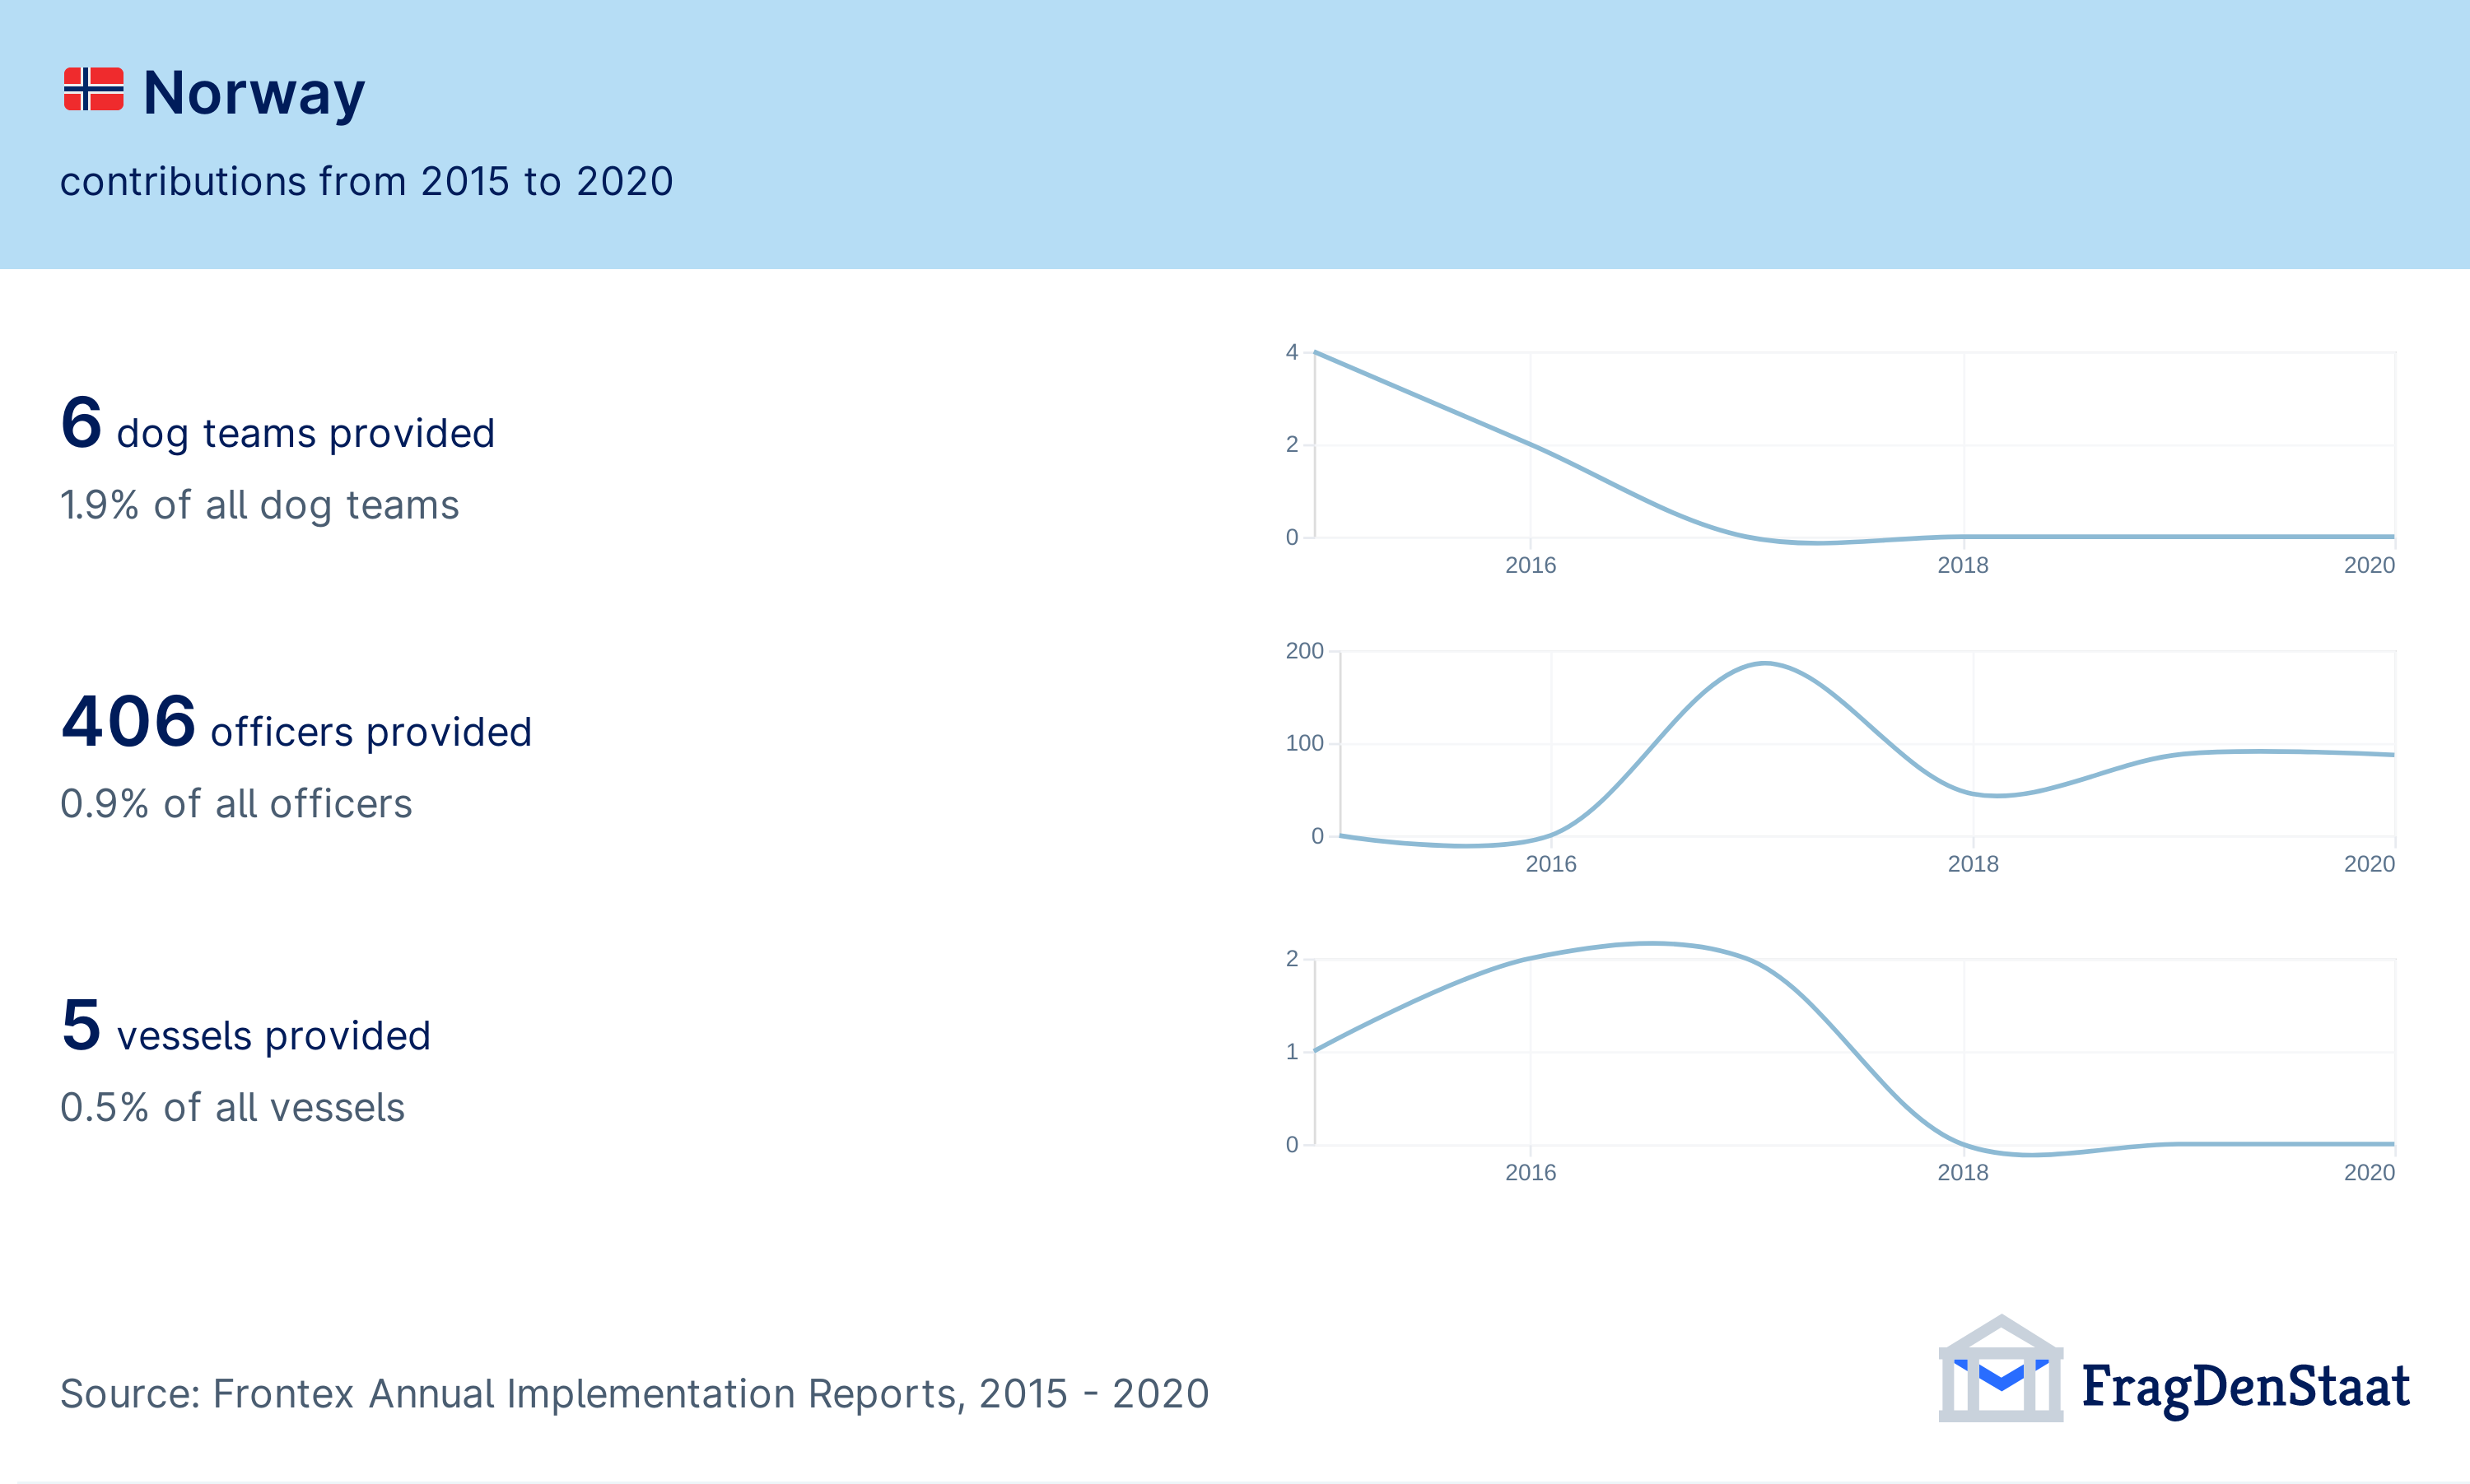 Norway
contributions from 2015 to 2020
6 dog teams provided
1.9% of all dog teams
4
2
0
2016 2018 2020
406 officers provided
0.9% of all officers
200
100
0
2016 2018 2020
5 vessels provided
0.5% of all vessels
2
1
0
2016 2018 2020
Source: Frontex Annual Implementation Reports, 2015 - 2020
FragDenStaat